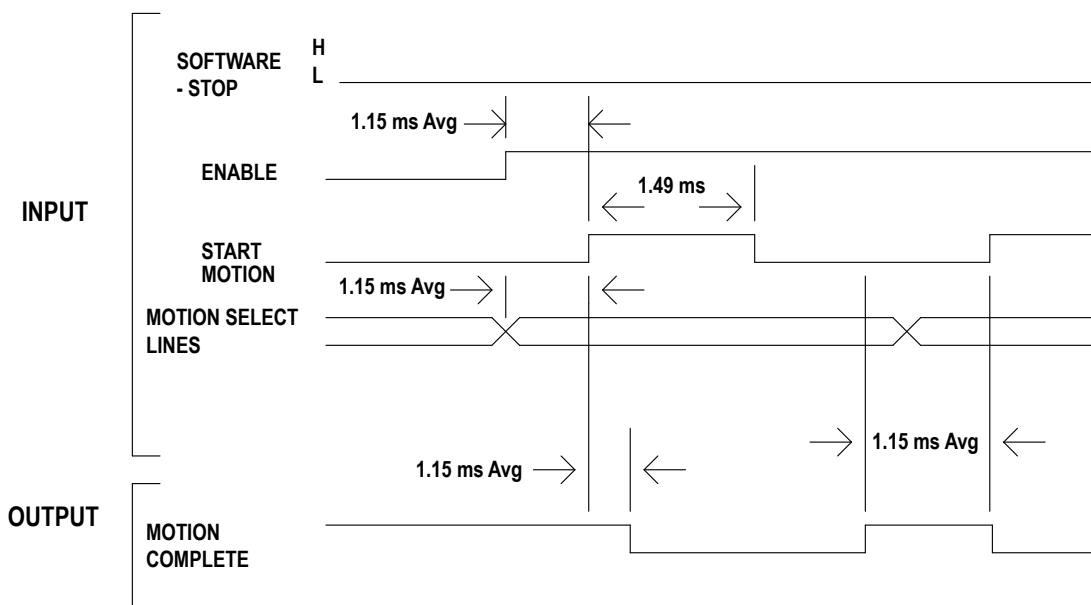 SOFTWARE
- STOP
H
L
1.15 ms Avg
ENABLE
INPUT
1.49 ms
START
MOTION
1.15 ms Avg
MOTION SELECT
LINES
1.15 ms Avg
1.15 ms Avg
OUTPUT
MOTION
COMPLETE